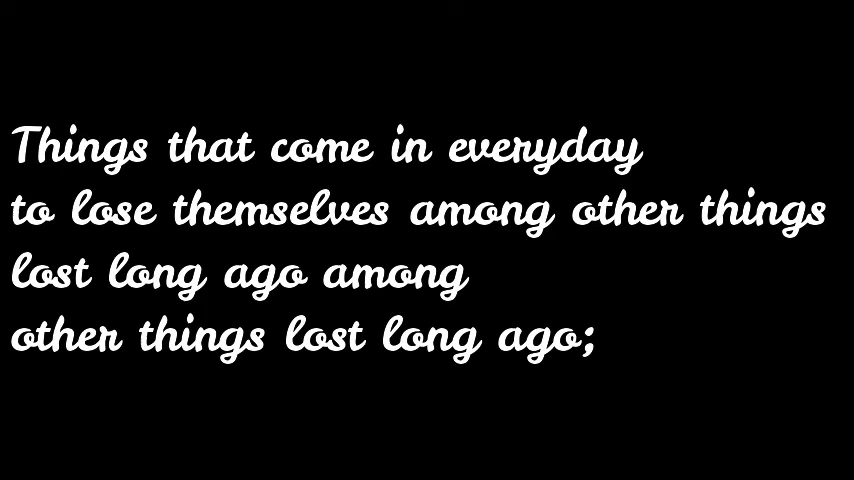 Things that come in everyday
to lose themselves among other things
lost long ago among
other things lost long ago;